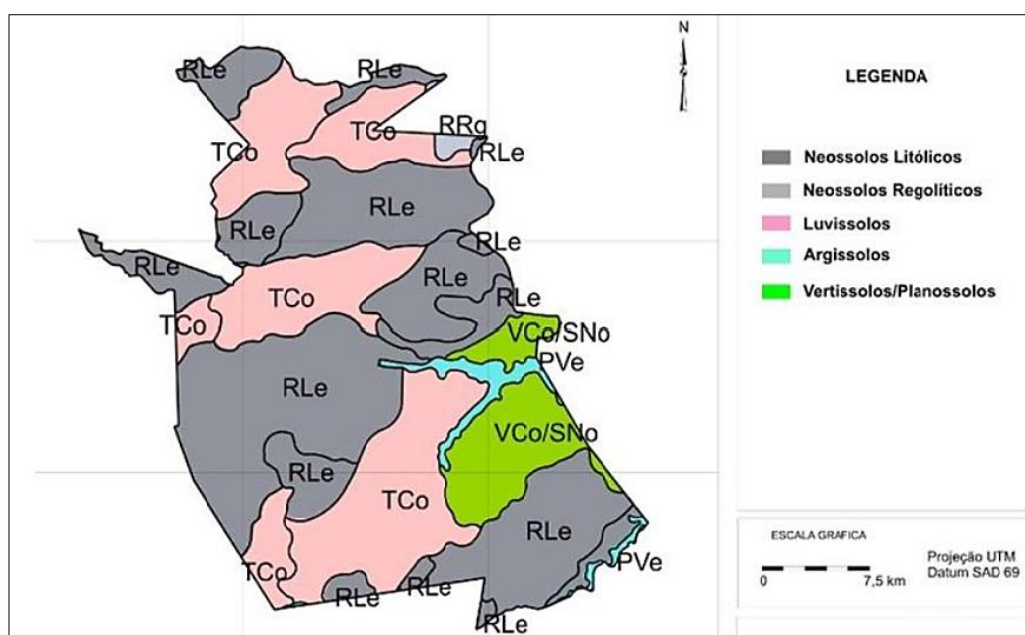 N
RLe
RLe
TCo
RRq
TCo
RLe
RLe
RLe
RLe
RLe
RLe
TCo
RLe
TCo
VCo/SNo
PVe
RLe
VCo/SNo
RLe
TCo
RLe
TCo
PVe
RLe
RLe
RLe
LEGENDA
Neossolos Litólicos
Neossolos Regolíticos
Luvissolos
Argissolos
Vertissolos/Planossolos
ESCALA GRAFICA
0 7,5 km
Projeção UTM
Datum SAD 69